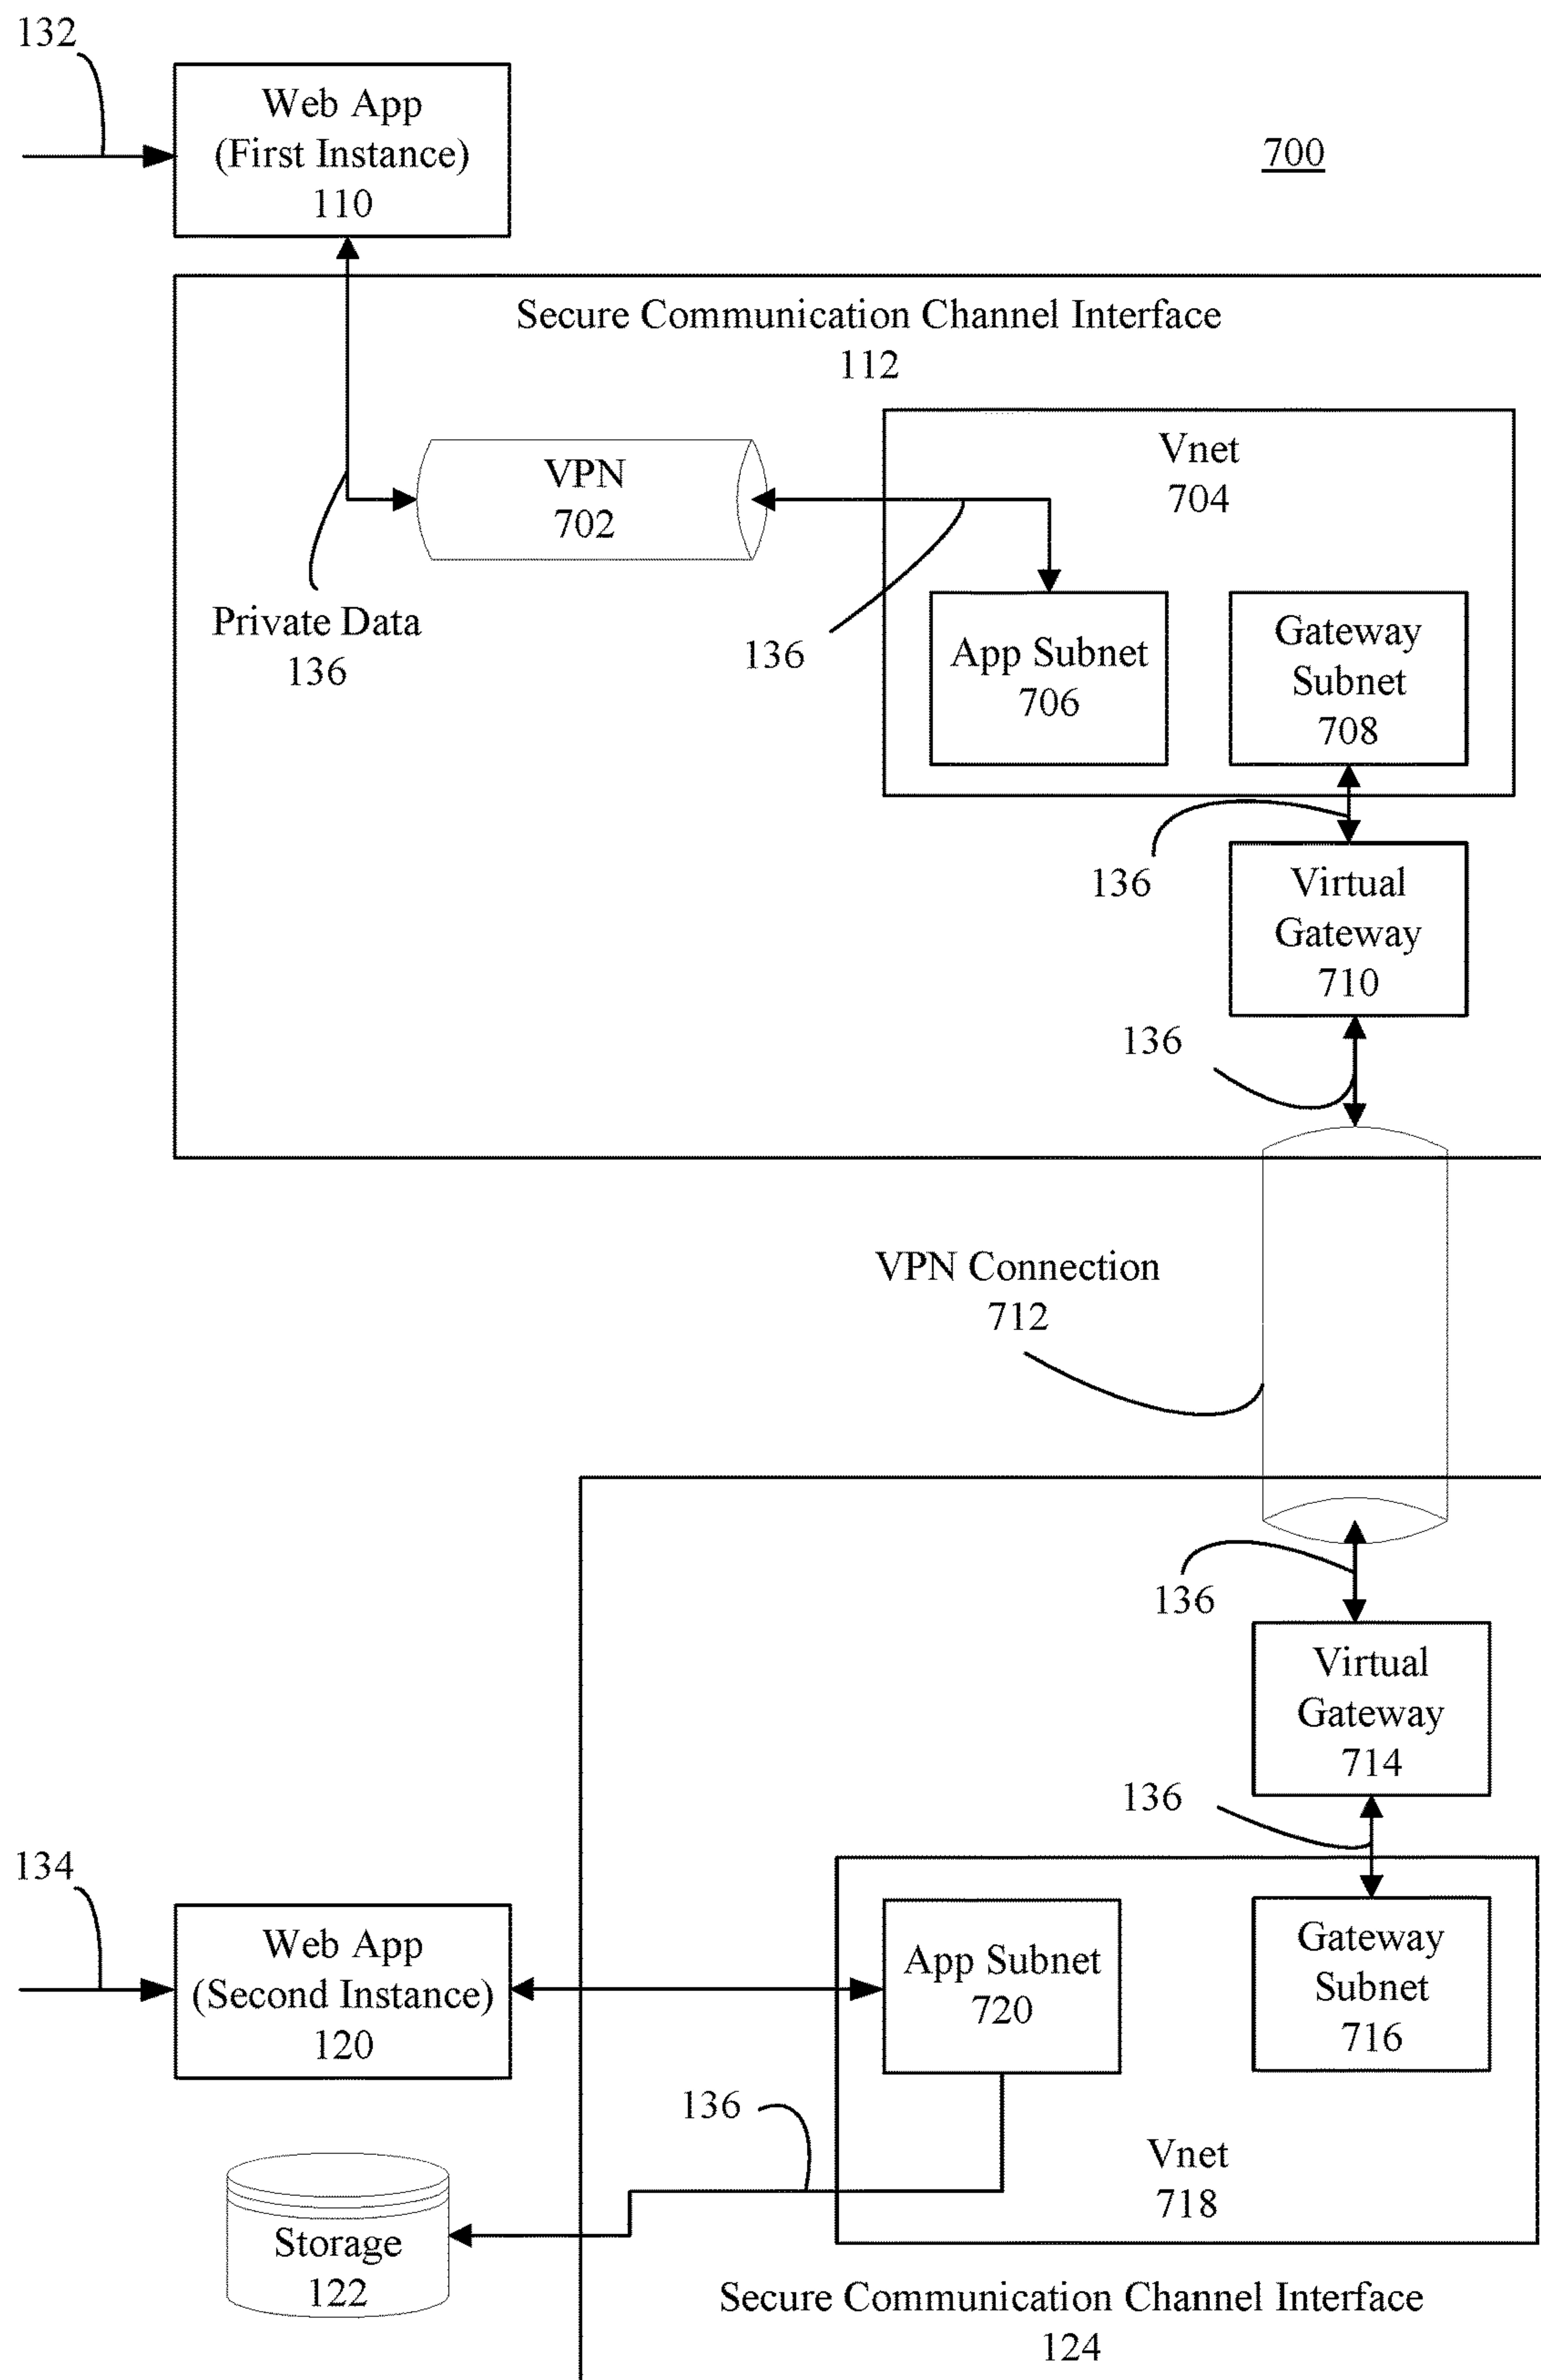 132
Web App
(First Instance)
110
700
Secure Communication Channel Interface
112
VPN
702
Vnet
704
Private Data
136
136
App Subnet
706
Gateway
Subnet
708
136
Virtual
Gateway
710
136
VPN Connection
712
136
Virtual
Gateway
714
136
134
Web App
(Second Instance)
120
App Subnet
720
Gateway
Subnet
716
136
Vnet
718
Storage
122
Secure Communication Channel Interface
124